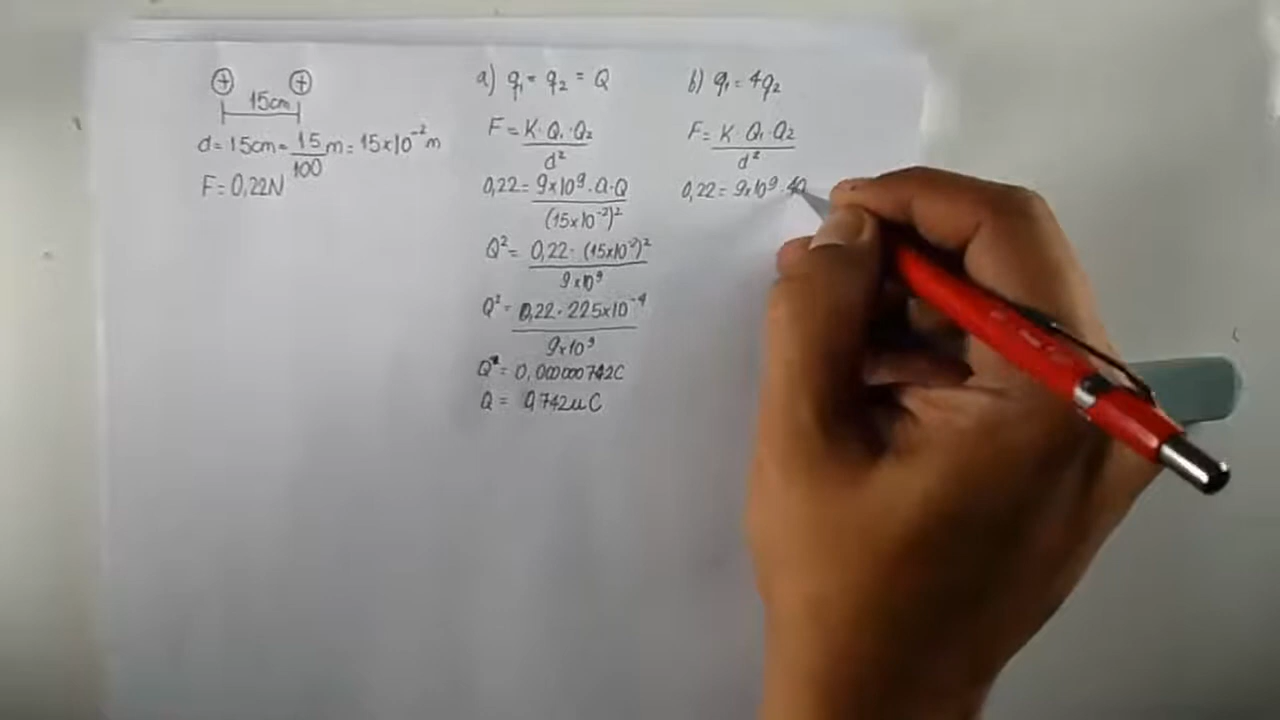 15cm
d = 15cm = 15/100 m = 15x10⁻² m
F = 0,22N
a) q₁ = q₂ = Q
F = K · Q₁ · Q₂ / d²
0,22 = 9x10⁹ · Q · Q / (15x10⁻²)²
Q² = 0,22 · (15x10⁻²)² / 9x10⁹
Q² = 0,22 · 225x10⁻⁴ / 9x10⁹
Q = 0,000000742C
Q = 0,742uC
b) q₁ = 4q₂
F = K · Q₁ · Q₂ / d²
0,22 = 9x10⁹ · 4Q